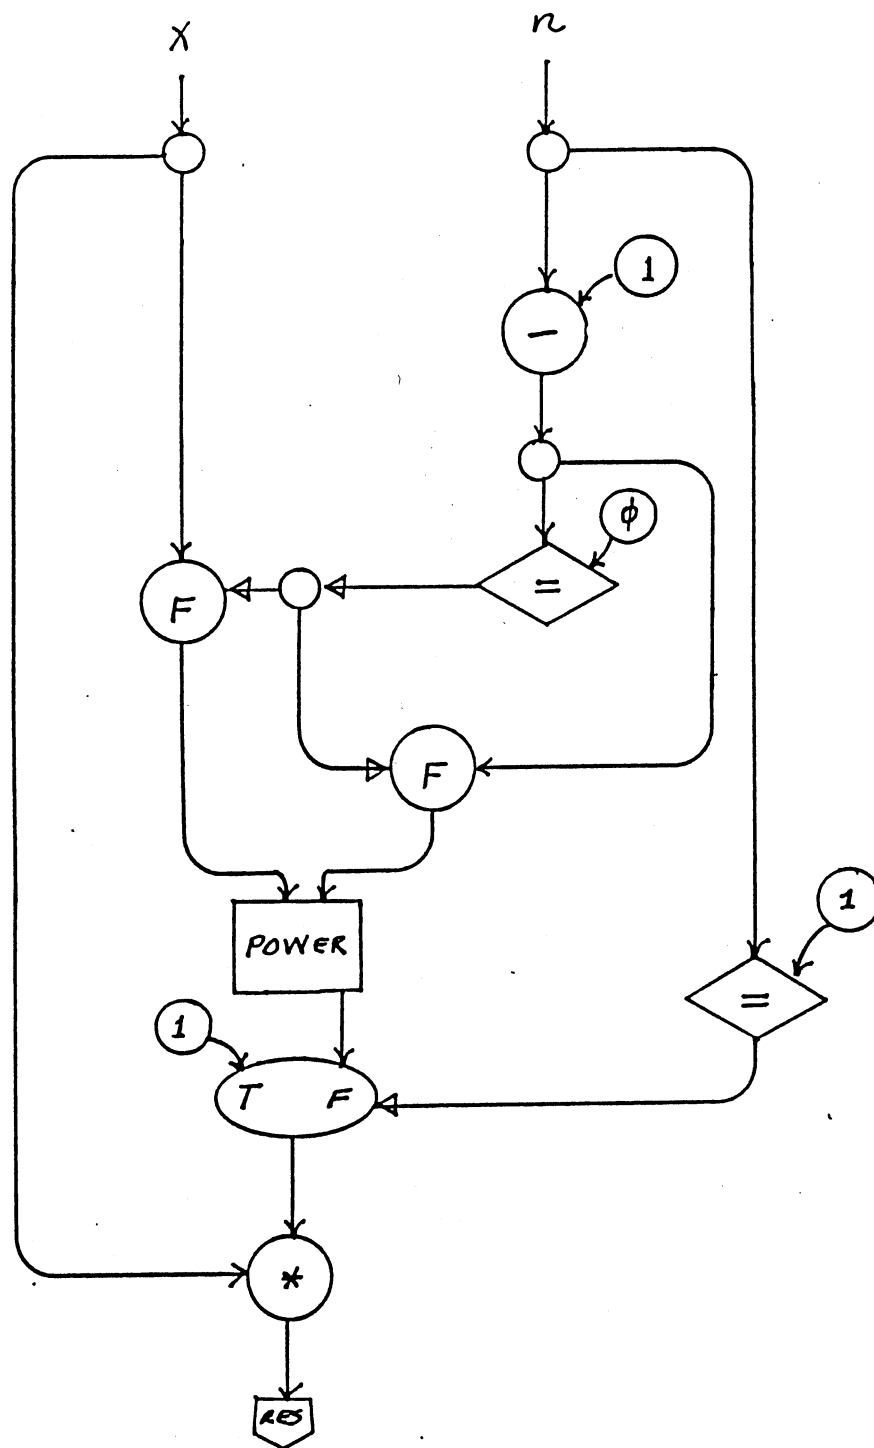 x n
1
−
φ
=
F
F
POWER
1
=
1
T F
*
RES